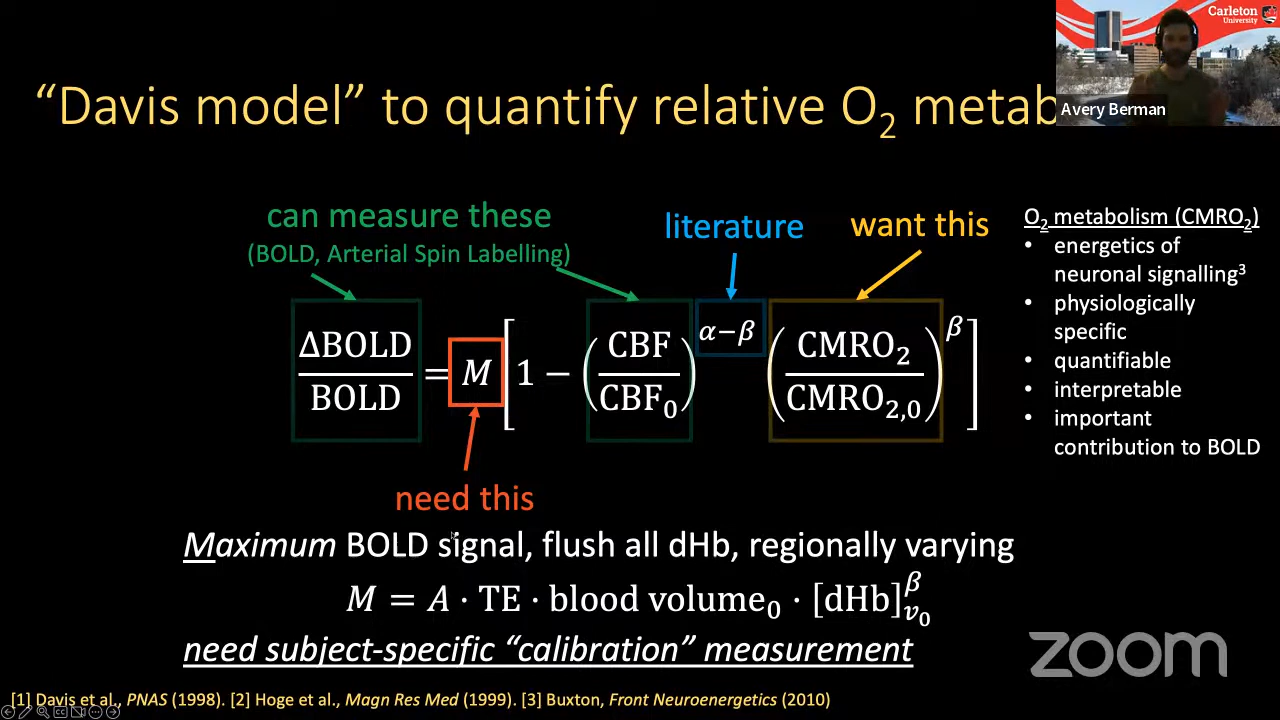 Carleton
University
Avery Berman
“Davis model” to quantify relative O₂ metab
can measure these
(BOLD, Arterial Spin Labelling)
literature
want this
ΔBOLD/BOLD = M[1 − (CBF/CBF₀)^(α−β) (CMRO₂/CMRO₂,₀)^β]
need this
O₂ metabolism (CMRO₂)
• energetics of
neuronal signalling³
• physiologically
specific
• quantifiable
• interpretable
• important
contribution to BOLD
Maximum BOLD signal, flush all dHb, regionally varying
M = A · TE · blood volume₀ · [dHb]^β_v₀
need subject-specific “calibration” measurement
zoom
[1] Davis et al., PNAS (1998). [2] Hoge et al., Magn Res Med (1999). [3] Buxton, Front Neuroenergetics (2010)